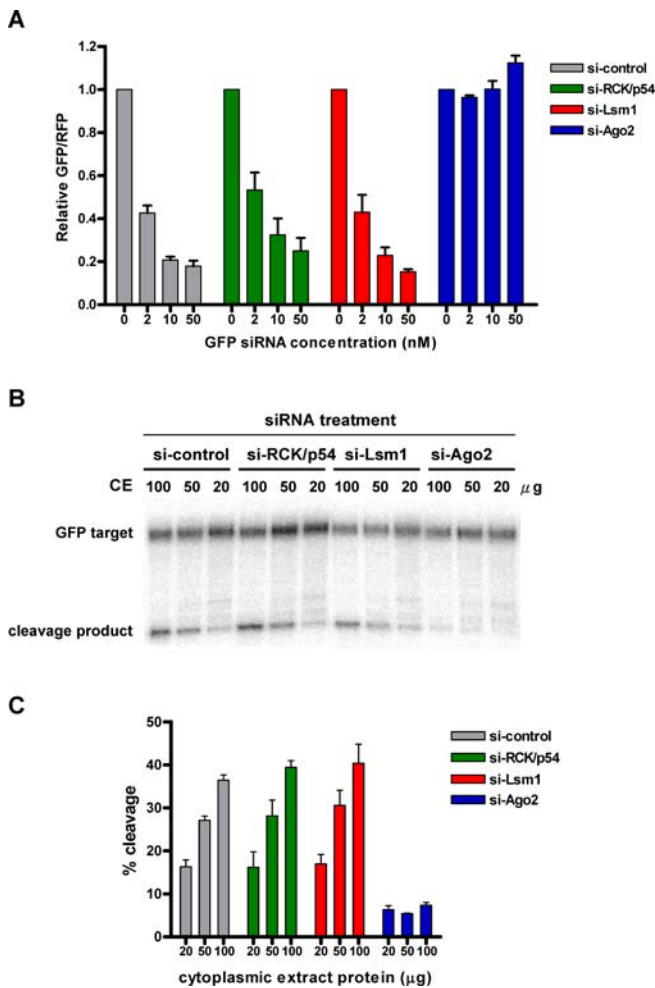 A
1.2
1.0
0.8
0.6
0.4
0.2
0.0
Relative GFP/RFP
0 2 10 50 0 2 10 50 0 2 10 50 0 2 10 50
GFP siRNA concentration (nM)
si-control
si-RCK/p54
si-Lsm1
si-Ago2
B
siRNA treatment
si-control si-RCK/p54 si-Lsm1 si-Ago2
CE 100 50 20 100 50 20 100 50 20 100 50 20 μg
GFP target
cleavage product
C
50
40
30
20
10
0
% cleavage
20 50 100 20 50 100 20 50 100 20 50 100
cytoplasmic extract protein (μg)
si-control
si-RCK/p54
si-Lsm1
si-Ago2